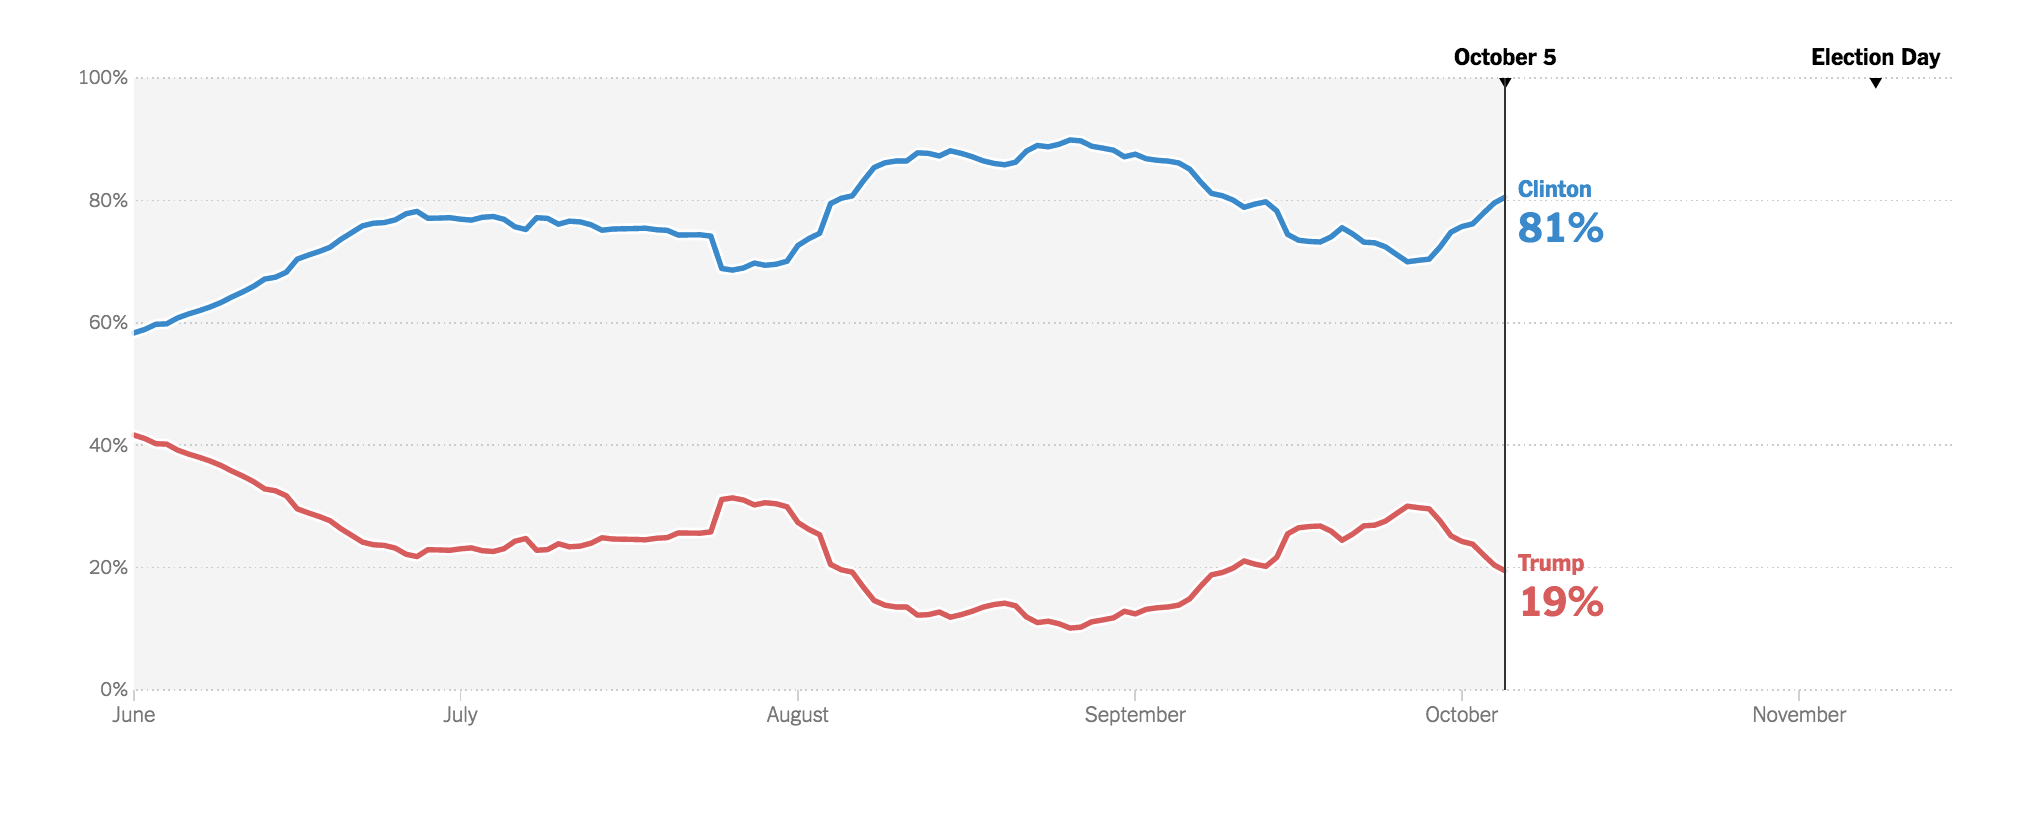 October 5
Election Day
100%
80%
60%
40%
20%
0%
Clinton
81%
Trump
19%
June
July
August
September
October
November